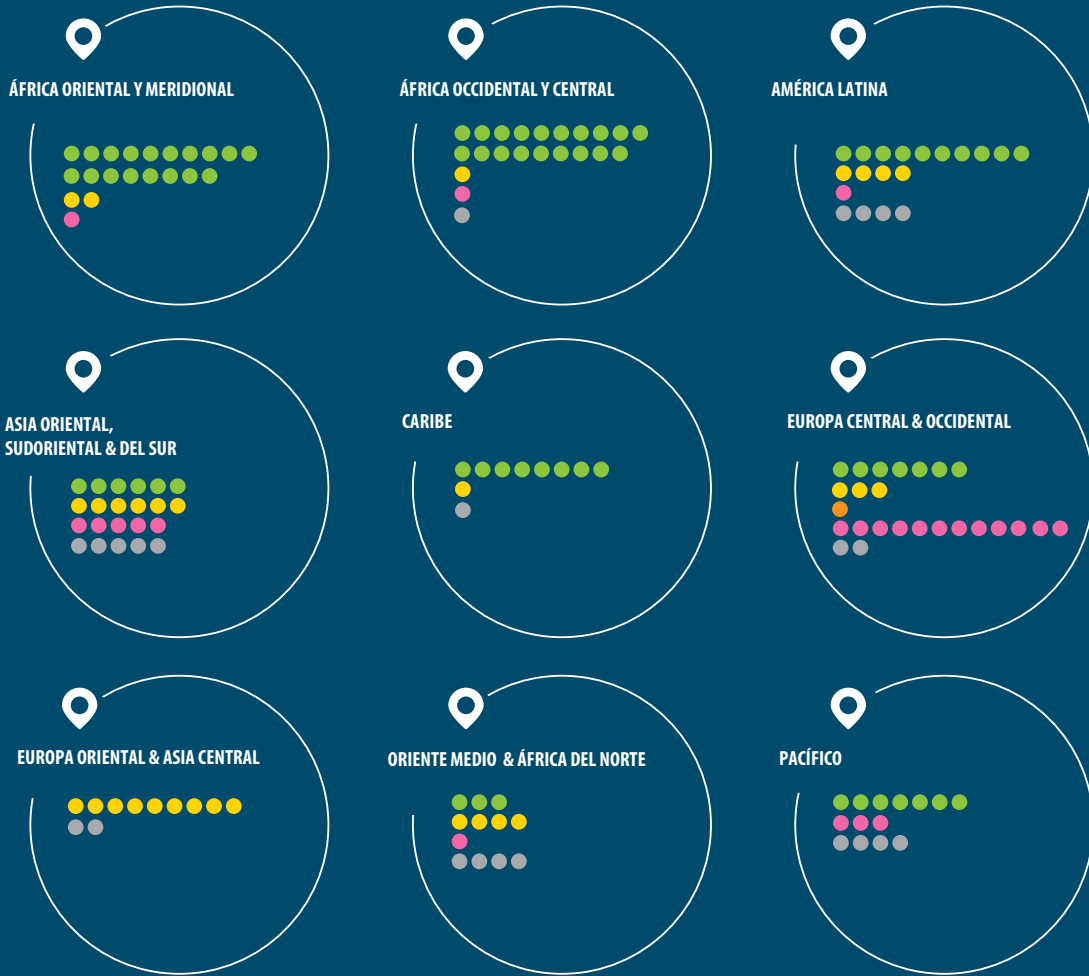 ÁFRICA ORIENTAL Y MERIDIONAL
ÁFRICA OCCIDENTAL Y CENTRAL
AMÉRICA LATINA
ASIA ORIENTAL,
SUDORIENTAL & DEL SUR
CARIBE
EUROPA CENTRAL & OCCIDENTAL
EUROPA ORIENTAL & ASIA CENTRAL
ORIENTE MEDIO & ÁFRICA DEL NORTE
PACÍFICO